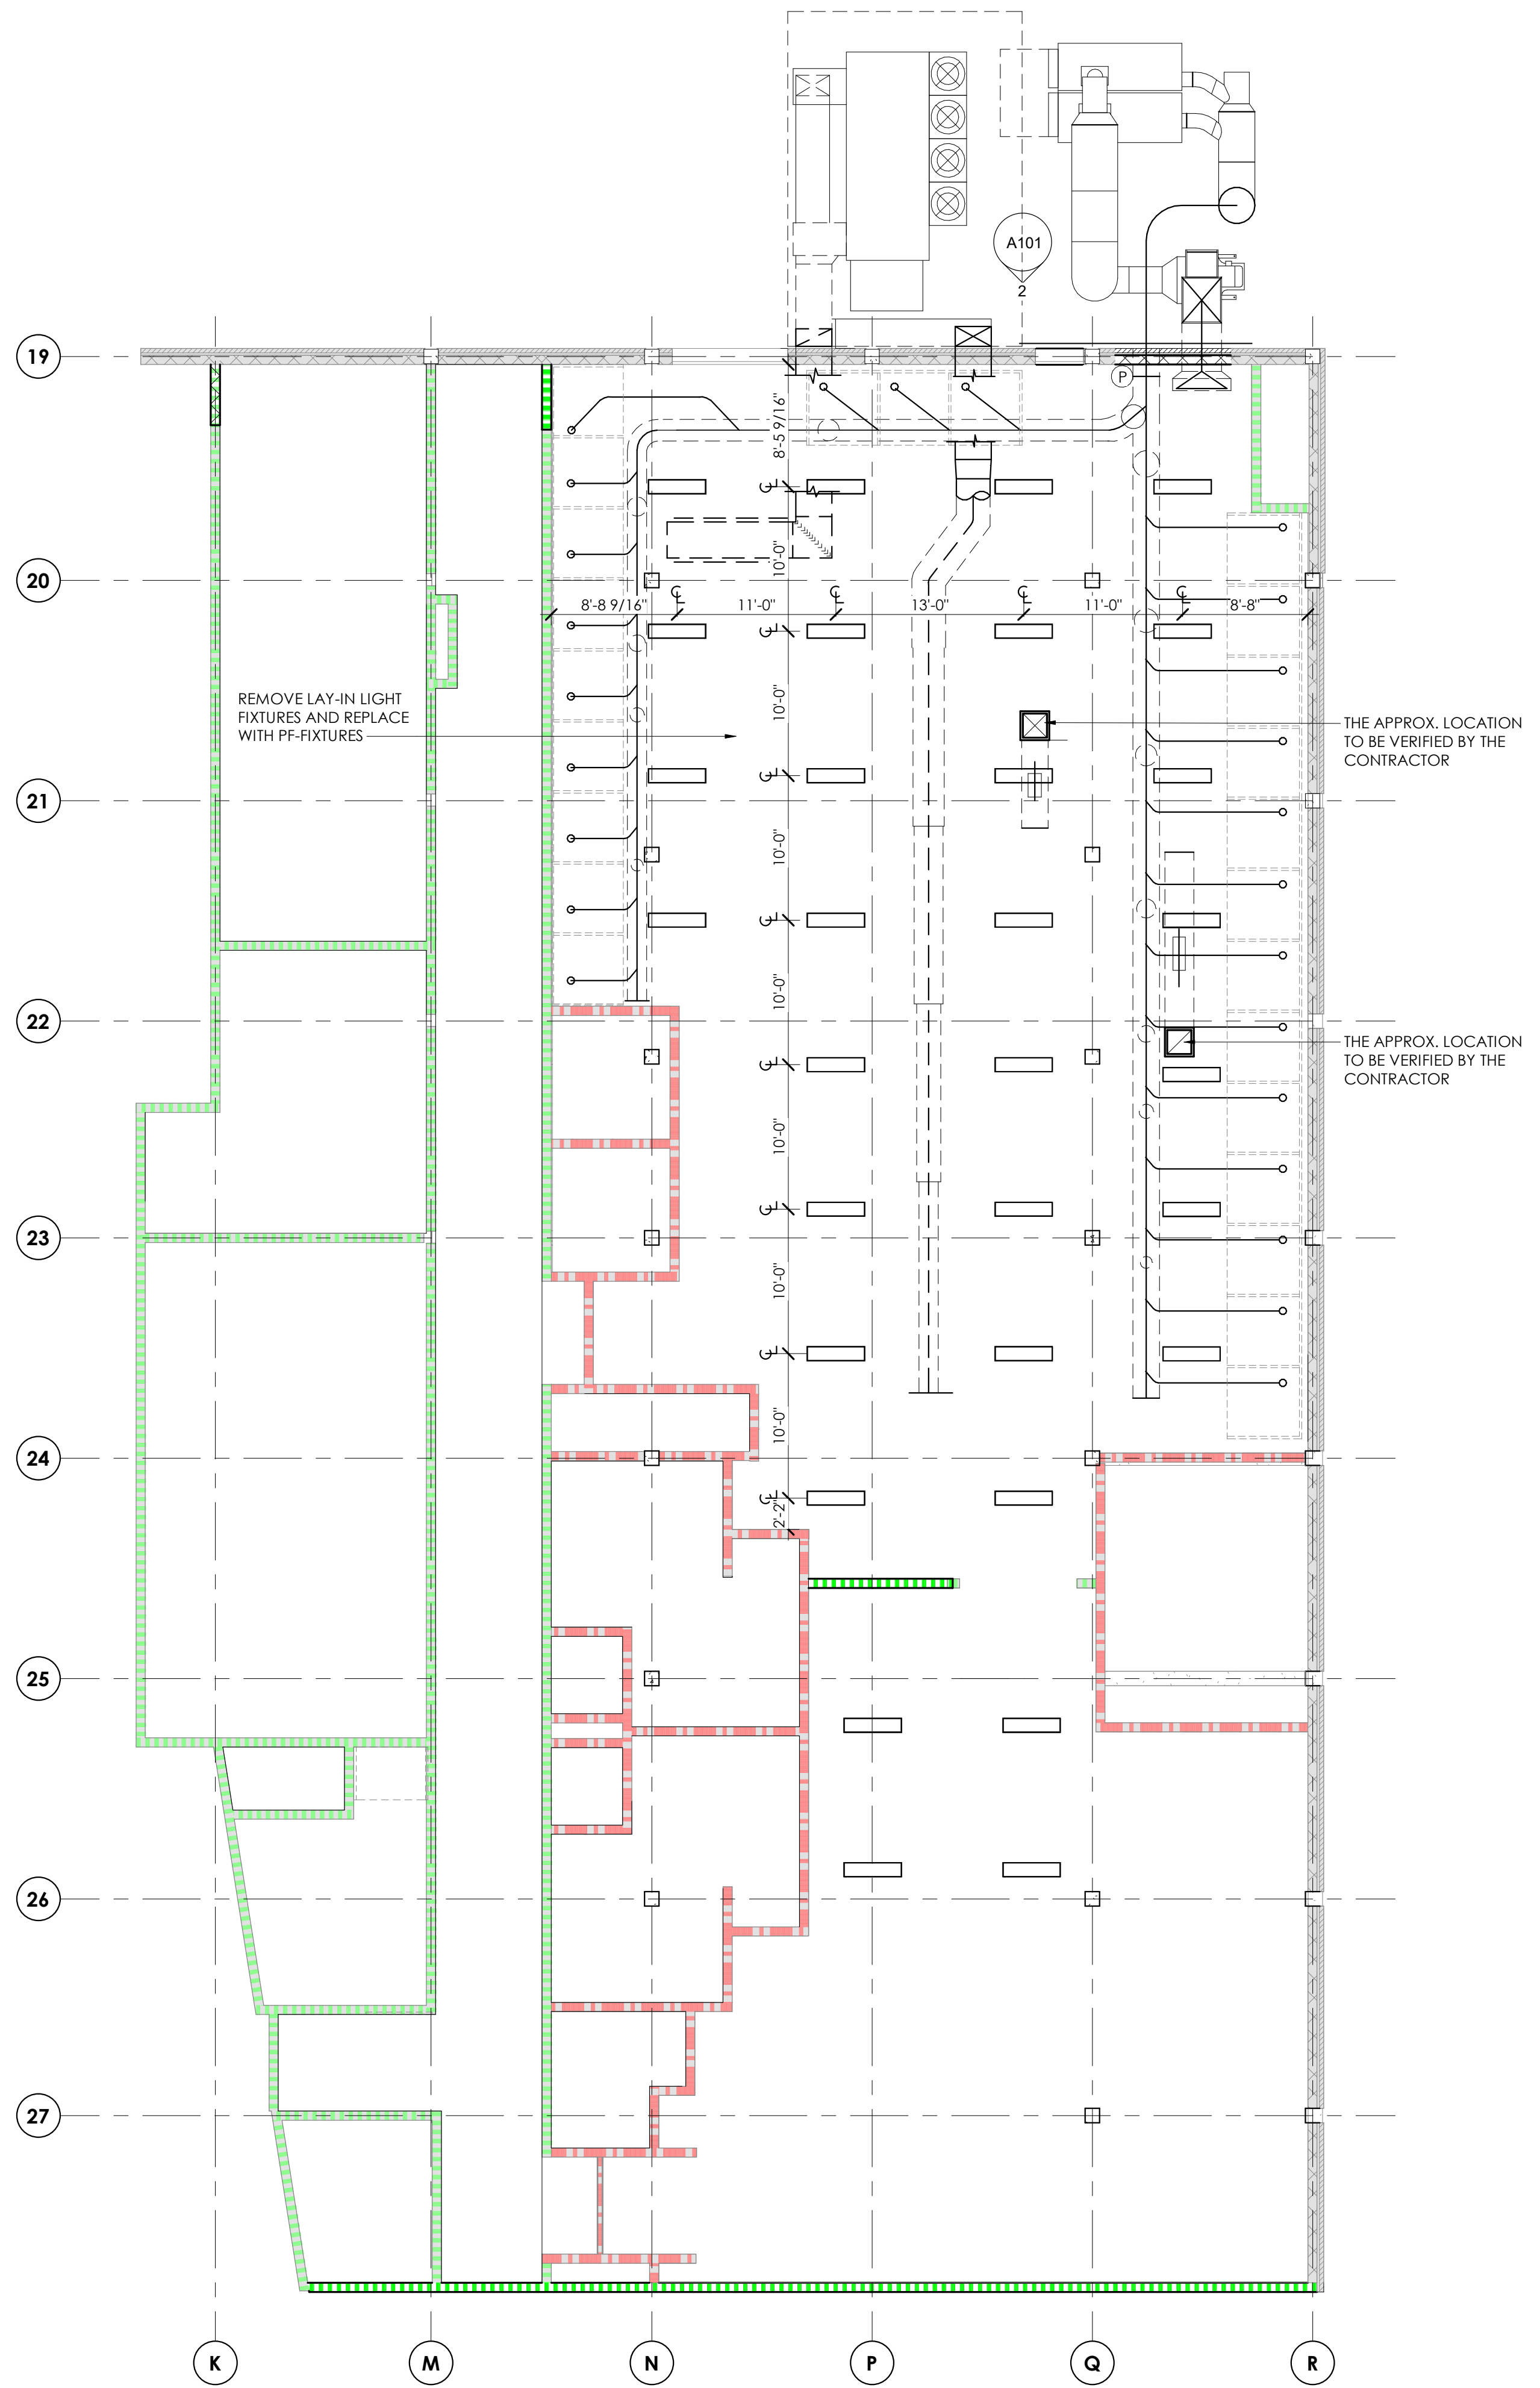 A101
2
19
P
8'-5 9/16"
10'-0"
20
8'-8 9/16"
11'-0"
13'-0"
11'-0"
8'-8"
REMOVE LAY-IN LIGHT
FIXTURES AND REPLACE
WITH PF-FIXTURES
10'-0"
THE APPROX. LOCATION
TO BE VERIFIED BY THE
CONTRACTOR
21
10'-0"
10'-0"
22
THE APPROX. LOCATION
TO BE VERIFIED BY THE
CONTRACTOR
10'-0"
23
10'-0"
10'-0"
24
2'-2"
25
26
27
K
M
N
P
Q
R